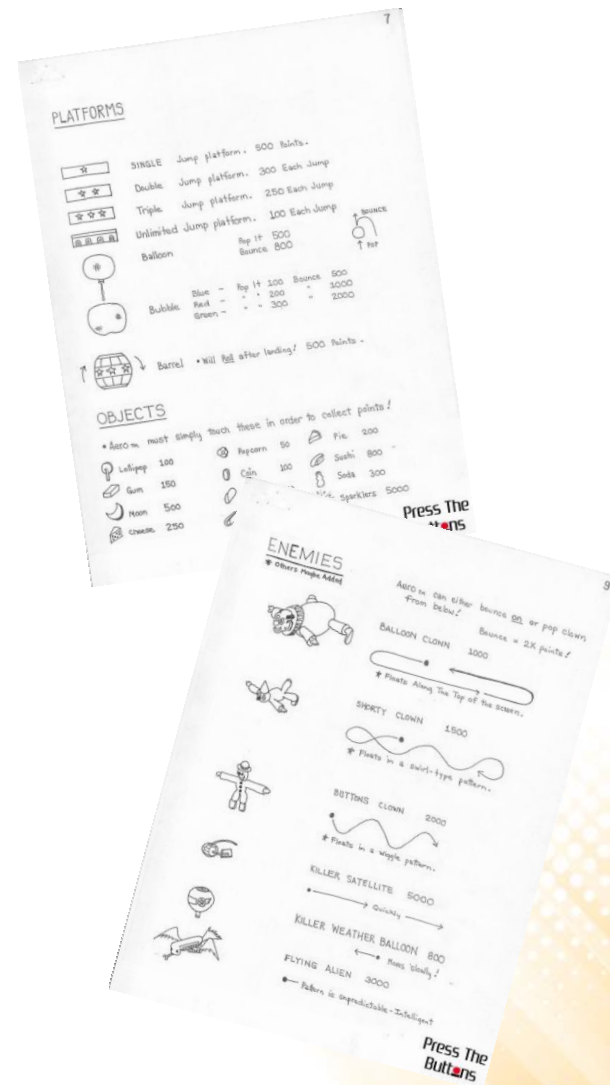 7
PLATFORMS
SINGLE Jump platform. 500 Points.
Double Jump platform. 300 Each Jump
Triple Jump platform. 250 Each Jump
Unlimited Jump platform. 100 Each Jump
Balloon Pop It 500
Bounce 800
BOUNCE
POP
Bubble Blue - Pop It 100 Bounce 500
Red - " " 200 " 1000
Green - " - 300 " 2000
Barrel • Will Roll after landing! 500 Points.
OBJECTS
• Aero must simply touch these in order to collect points!
Lollipop 100
Popcorn 50
Pie 200
Gum 150
Coin 100
Sushi 800
Moon 500
Soda 300
Cheese 250
Sparklers 5000
Press The
9
ENEMIES
* Others Maybe Added
Aero can either bounce on or pop clown
from below!
Bounce = 2X points!
BALLOON CLOWN 1000
* Floats Along The Top of the screen.
SHORTY CLOWN 1500
* Floats in a swirl-type pattern.
BUTTONS CLOWN 2000
* Floats in a wiggle pattern.
KILLER SATELLITE 5000
Quickly
KILLER WEATHER BALLOON 800
Moves Slowly!
FLYING ALIEN 3000
Pattern is unpredictable-Intelligent
Press The
Buttons